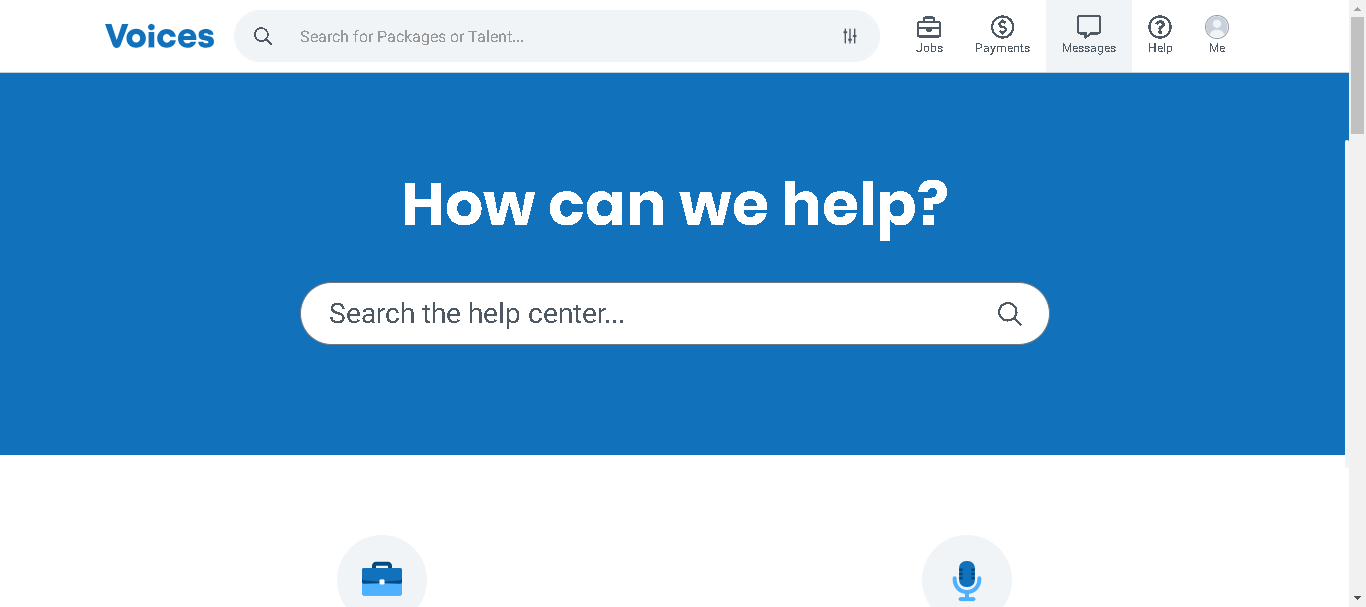 Voices
Search for Packages or Talent...
Jobs
Payments
Messages
Help
Me
How can we help?
Search the help center...